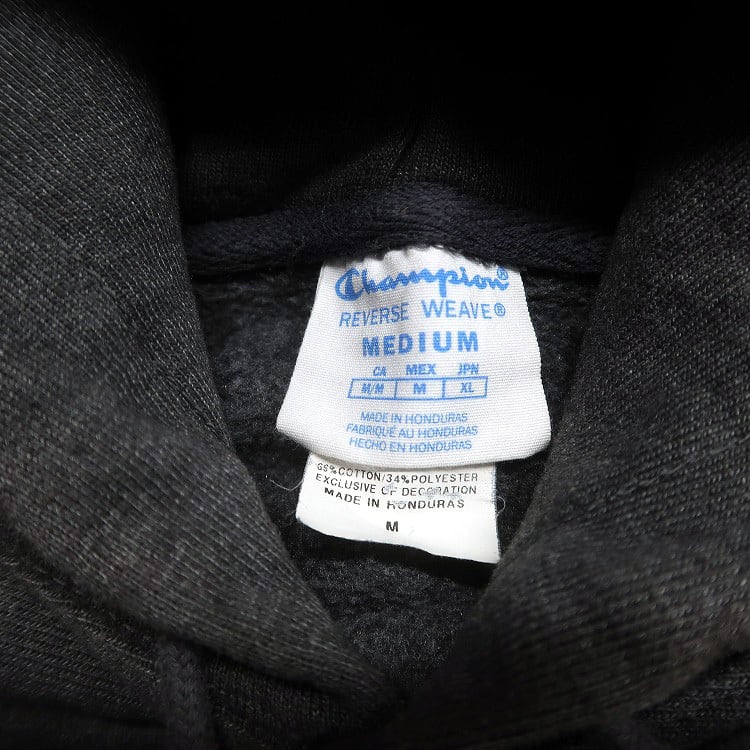 Champion®
REVERSE WEAVE®
MEDIUM
CA MEX JPN
M/M M XL
MADE IN HONDURAS
FABRIQUÉ AU HONDURAS
HECHO EN HONDURAS
66%COTTON/34%POLYESTER
EXCLUSIVE OF DECORATION
MADE IN HONDURAS
M